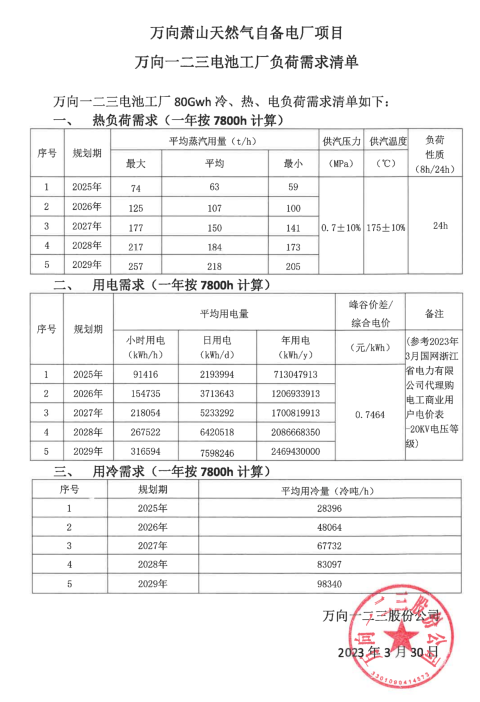 万向萧山天然气自备电厂项目
万向一二三电池工厂负荷需求清单
万向一二三电池工厂 80Gwh 冷、热、电负荷需求清单如下：
一、 热负荷需求（一年按 7800h 计算）
序号 规划期 平均蒸汽用量（t/h） 供汽压力 供汽温度 负荷
性质
最大 平均 最小 （MPa） （℃） （8h/24h）
1 2025年 74 63 59
2 2026年 125 107 100
3 2027年 177 150 141 0.7±10% 175±10% 24h
4 2028年 217 184 173
5 2029年 257 218 205
二、 用电需求（一年按 7800h 计算）
序号 规划期 平均用电量 峰谷价差/
综合电价 备注
小时用电 日用电 年用电
（kWh/h） （kWh/d） （kWh/y） （元/kWh）
(参考2023年
3月国网浙江
省电力有限
公司代理购
电工商业用
户电价表
-20KV电压等
级)
1 2025年 91416 2193994 713047913
2 2026年 154735 3713643 1206933913
3 2027年 218054 5233292 1700819913 0.7464
4 2028年 267522 6420518 2086668350
5 2029年 316594 7598246 2469430000
三、 用冷需求（一年按 7800h 计算）
序号 规划期 平均用冷量（冷吨/h）
1 2025年 28396
2 2026年 48064
3 2027年 67732
4 2028年 83097
5 2029年 98340
万向一二三股份公司
2023 年 3 月 30 日
万向一二三股份公司